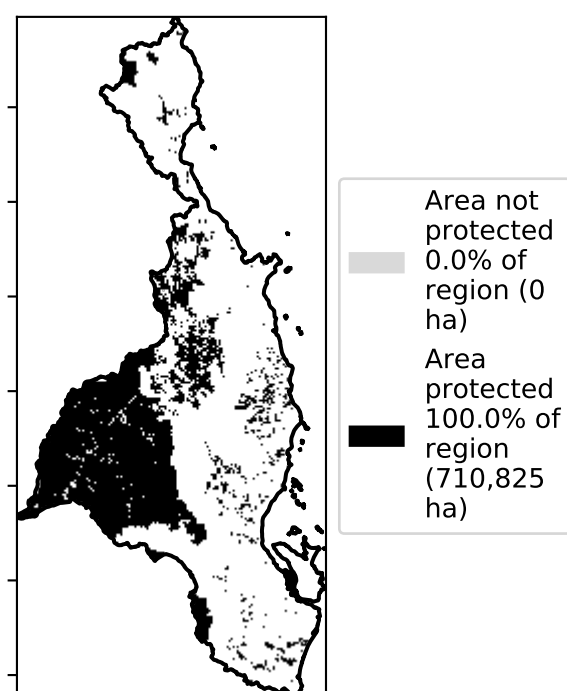 Area not
protected
0.0% of
region (0
ha)
Area
protected
100.0% of
region
(710,825
ha)